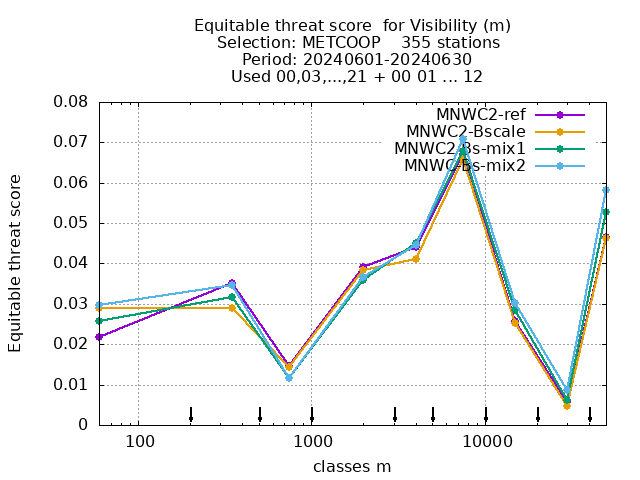 Equitable threat score  for Visibility (m)
Selection: METCOOP    355 stations
Period: 20240601-20240630
Used 00,03,...,21 + 00 01 ... 12
MNWC2-ref
MNWC2-Bscale
MNWC2-Bs-mix1
MNWC-Bs-mix2
Equitable threat score
0.08
0.07
0.06
0.05
0.04
0.03
0.02
0.01
0
100 1000 10000
classes m